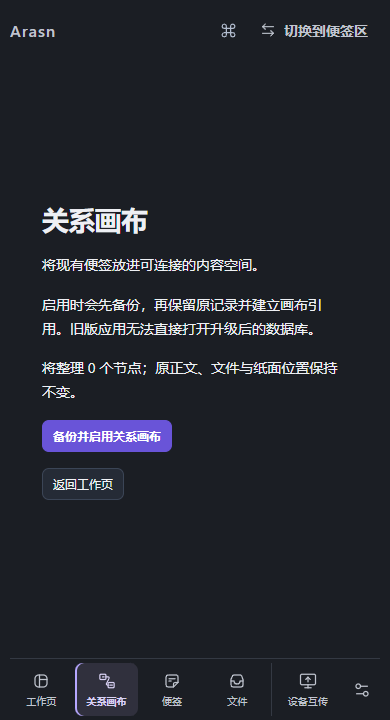 Arasn
切换到便签区
关系画布
将现有便签放进可连接的内容空间。
启用时会先备份，再保留原记录并建立画布引
用。旧版应用无法直接打开升级后的数据库。
将整理 0 个节点；原正文、文件与纸面位置保持
不变。
备份并启用关系画布
返回工作页
工作页
关系画布
便签
文件
设备互传